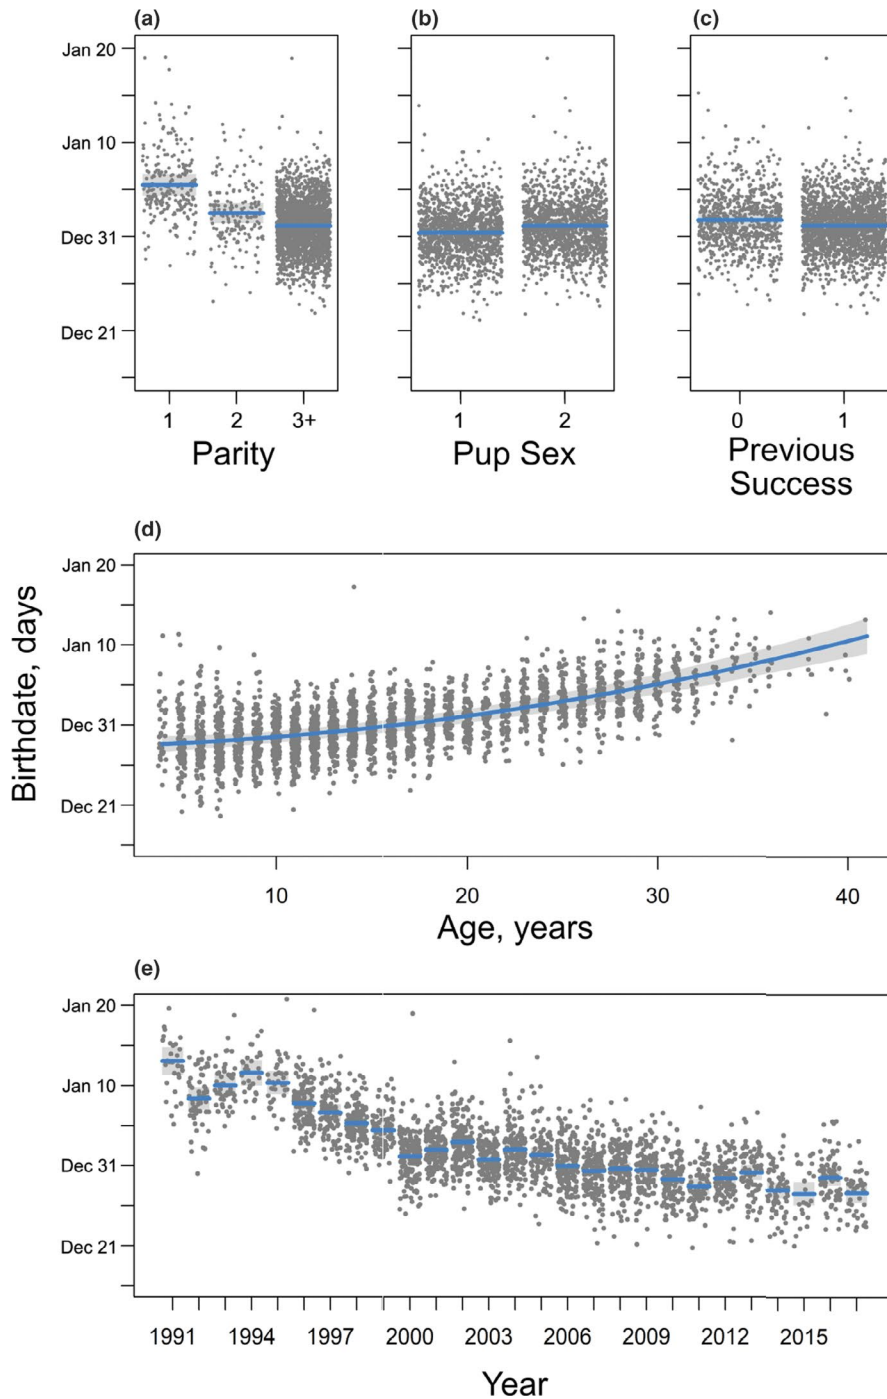 (a)
(b)
(c)
Jan 20
Jan 10
Dec 31
Dec 21
1
2
3+
1
2
0
1
Parity
Pup Sex
Previous
Success
(d)
Birthdate, days
Jan 20
Jan 10
Dec 31
Dec 21
10
20
30
40
Age, years
(e)
Jan 20
Jan 10
Dec 31
Dec 21
1991
1994
1997
2000
2003
2006
2009
2012
2015
Year